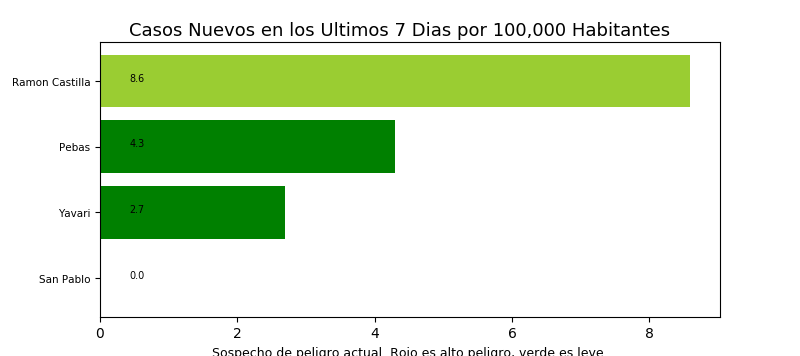 Casos Nuevos en los Ultimos 7 Dias por 100,000 Habitantes
Ramon Castilla 8.6
Pebas 4.3
Yavari 2.7
San Pablo 0.0
0 2 4 6 8
Sospecho de peligro actual. Rojo es alto peligro, verde es leve